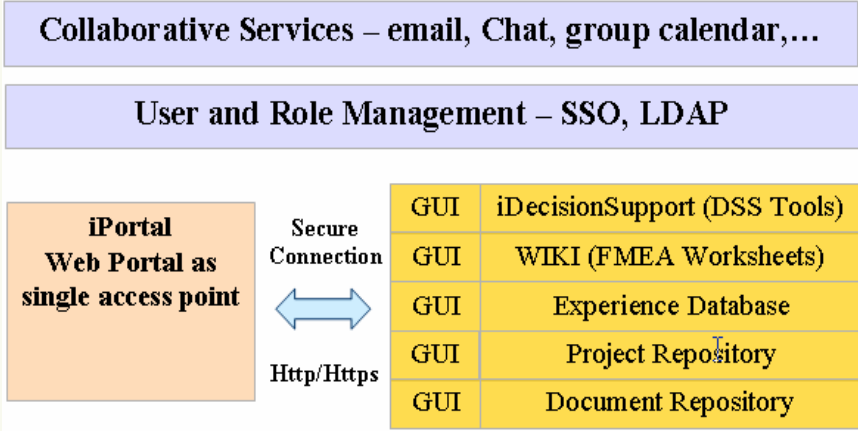 Collaborative Services – email, Chat, group calendar,...
User and Role Management – SSO, LDAP
iPortal
Web Portal as
single access point
Secure
Connection
Http/Https
GUI iDecisionSupport (DSS Tools)
GUI WIKI (FMEA Worksheets)
GUI Experience Database
GUI Project Repository
GUI Document Repository